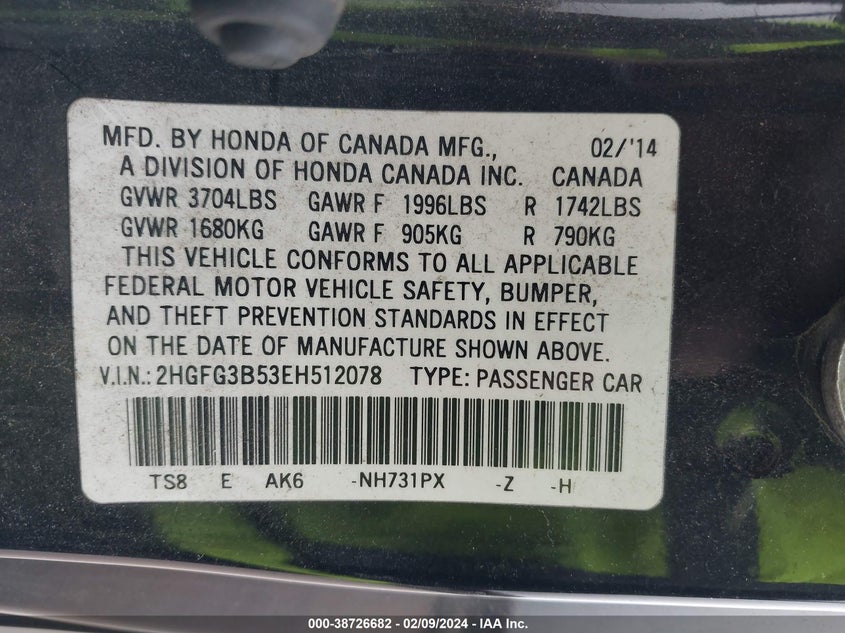 MFD. BY HONDA OF CANADA MFG., 02/'14
A DIVISION OF HONDA CANADA INC. CANADA
GVWR 3704LBS GAWR F 1996LBS R 1742LBS
GVWR 1680KG GAWR F 905KG R 790KG
THIS VEHICLE CONFORMS TO ALL APPLICABLE
FEDERAL MOTOR VEHICLE SAFETY, BUMPER,
AND THEFT PREVENTION STANDARDS IN EFFECT
ON THE DATE OF MANUFACTURE SHOWN ABOVE.
V.I.N.: 2HGFG3B53EH512078 TYPE: PASSENGER CAR
TS8 E AK6 -NH731PX -Z -H
000-38726682 - 02/09/2024 - IAA Inc.